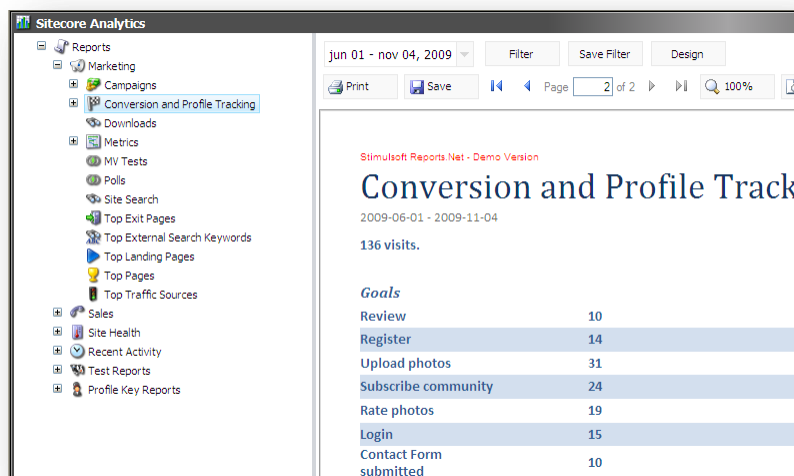 Sitecore Analytics
Reports
Marketing
Campaigns
Conversion and Profile Tracking
Downloads
Metrics
MV Tests
Polls
Site Search
Top Exit Pages
Top External Search Keywords
Top Landing Pages
Top Pages
Top Traffic Sources
Sales
Site Health
Recent Activity
Test Reports
Profile Key Reports
jun 01 - nov 04, 2009 Filter Save Filter Design
Print Save Page 2 of 2 100%
Stimulsoft Reports.Net - Demo Version
Conversion and Profile Track
2009-06-01 - 2009-11-04
136 visits.
Goals
Review 10
Register 14
Upload photos 31
Subscribe community 24
Rate photos 19
Login 15
Contact Form
submitted 10